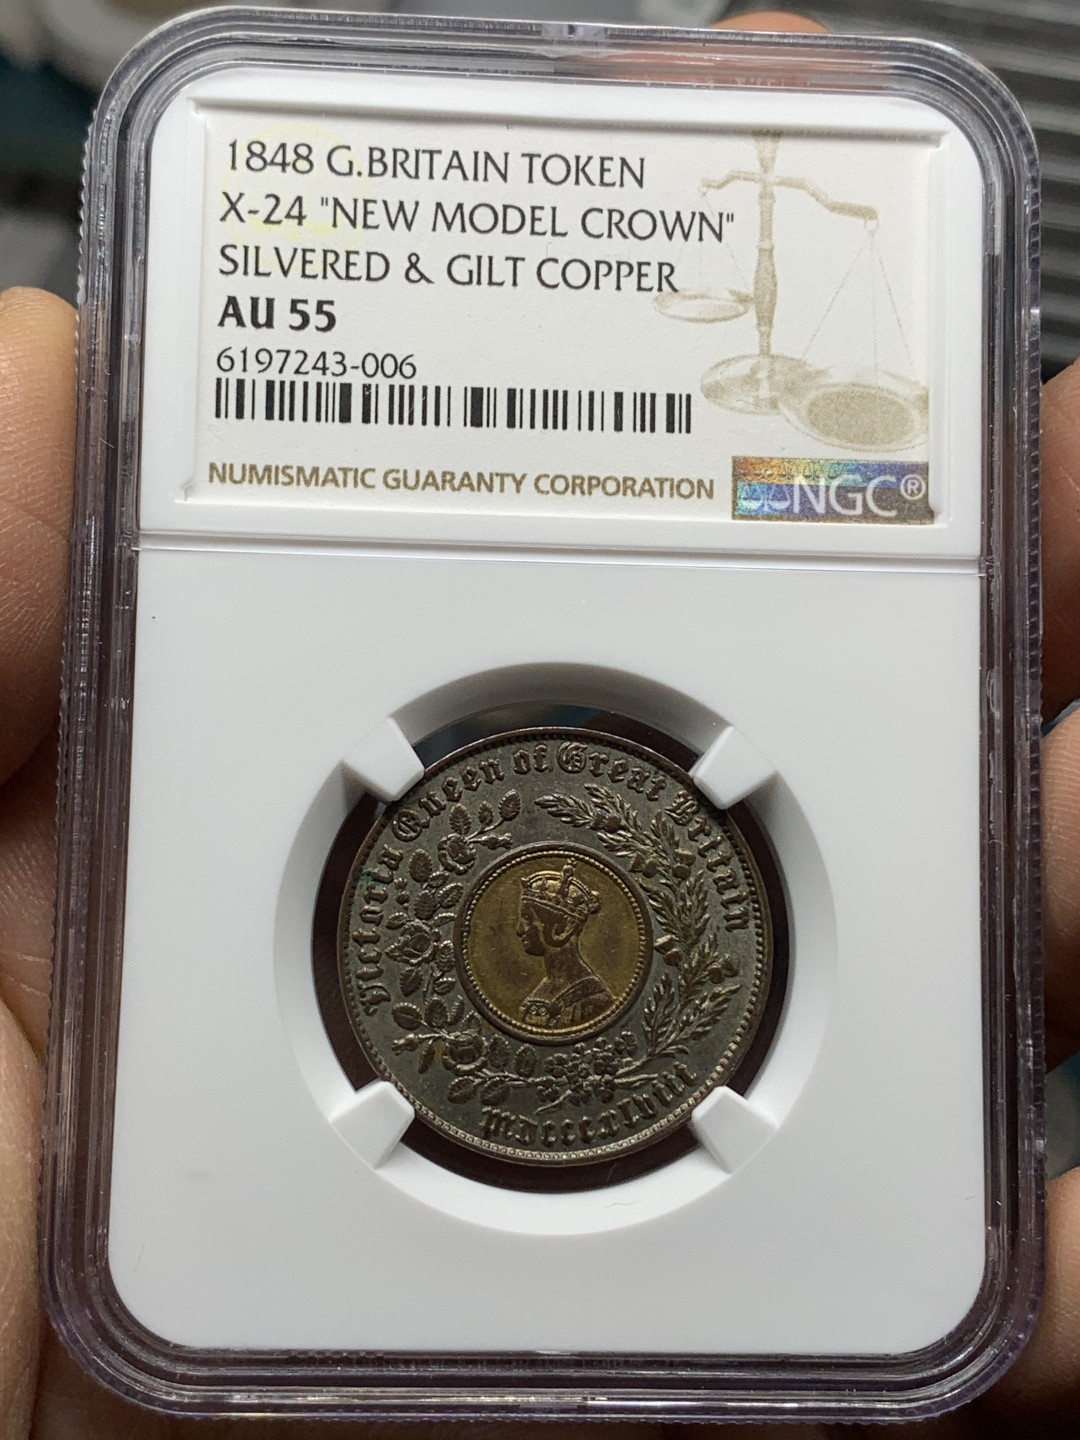 1848 G.BRITAIN TOKEN
X-24 "NEW MODEL CROWN"
SILVERED & GILT COPPER
AU 55
6197243-006
NUMISMATIC GUARANTY CORPORATION
NGC®
Victoria Queen of Great Britain
mdcccxlviii